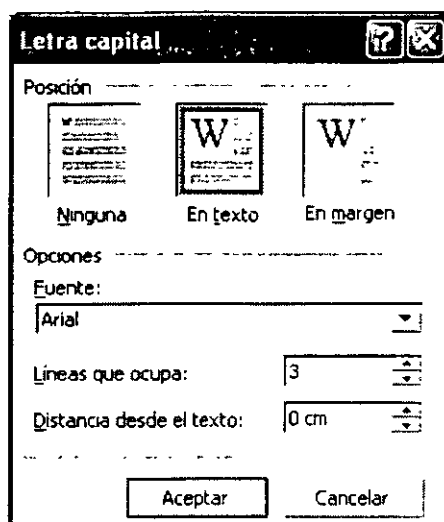 Letra capital
Posición
W W
Ninguna En texto En margen
Opciones
Fuente:
Arial
Líneas que ocupa: 3
Distancia desde el texto: 0 cm
Aceptar Cancelar